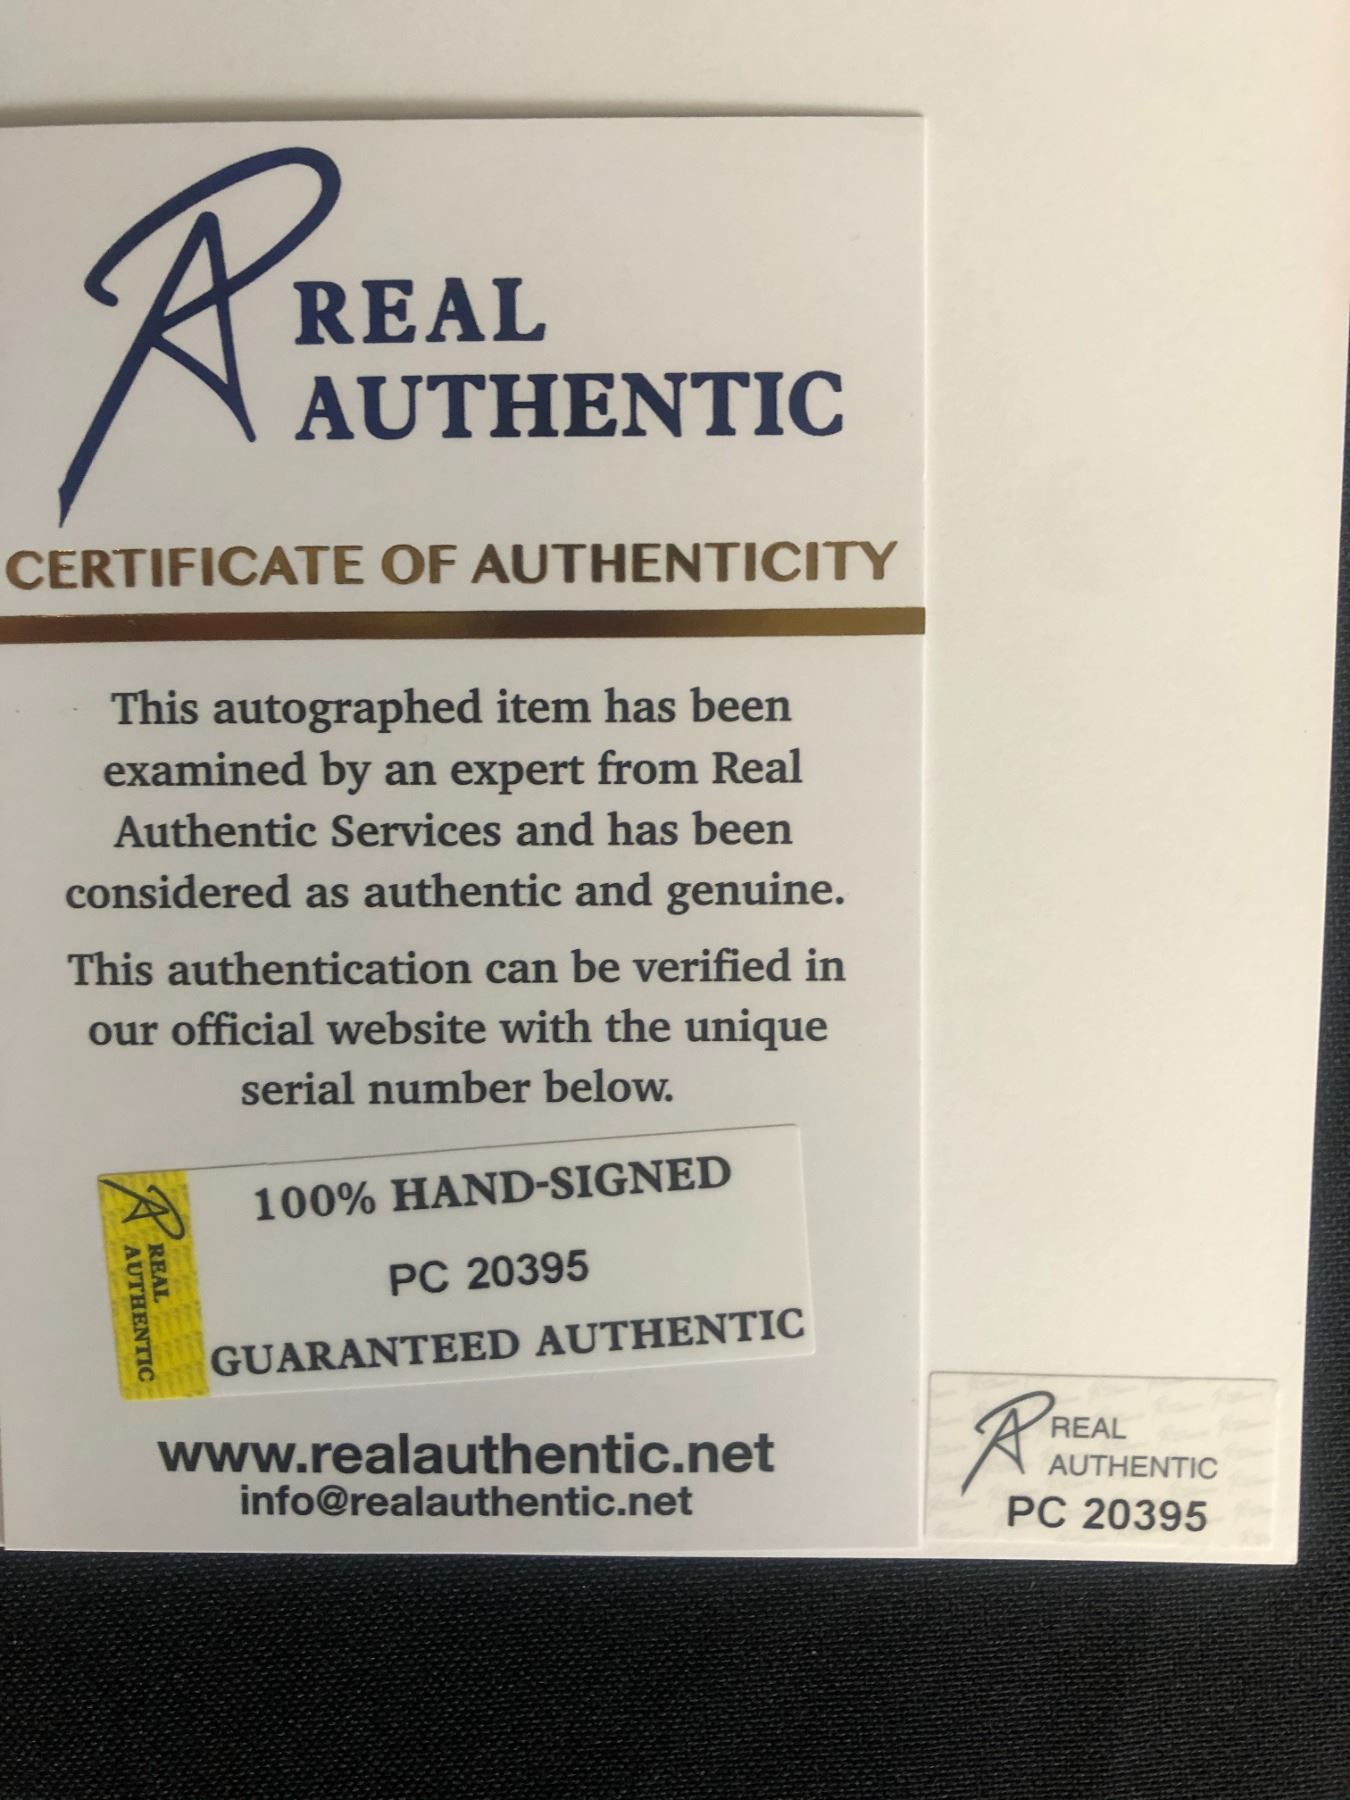 REAL
AUTHENTIC
CERTIFICATE OF AUTHENTICITY
This autographed item has been
examined by an expert from Real
Authentic Services and has been
considered as authentic and genuine.
This authentication can be verified in
our official website with the unique
serial number below.
REAL
AUTHENTIC
100% HAND-SIGNED
PC 20395
GUARANTEED AUTHENTIC
www.realauthentic.net
info@realauthentic.net
REAL
AUTHENTIC
PC 20395